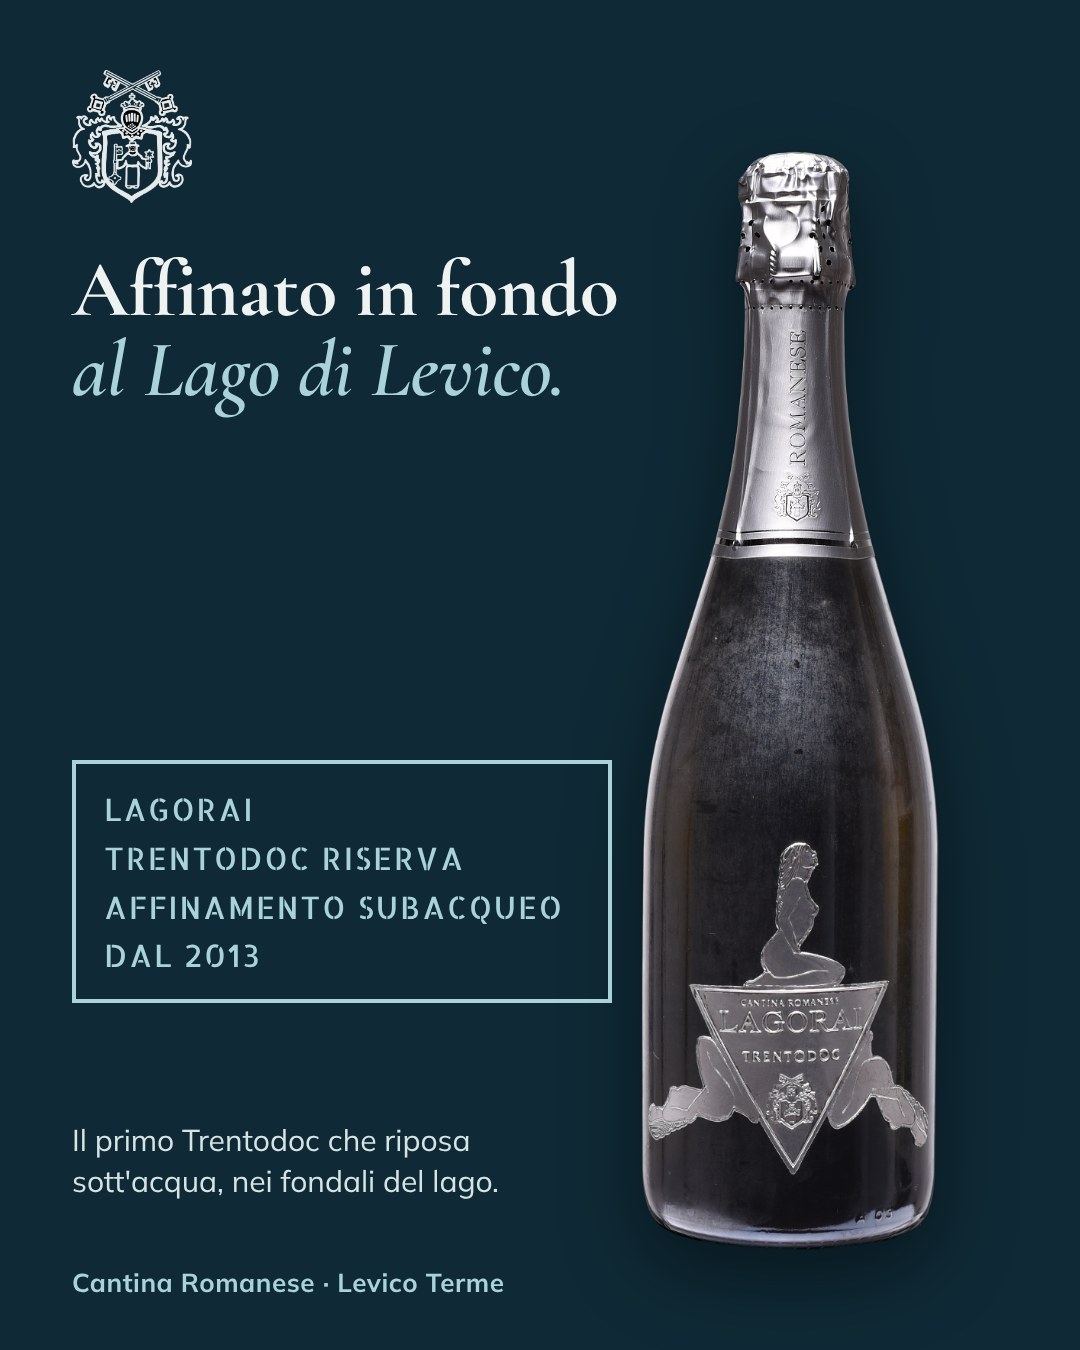 Affinato in fondo
al Lago di Levico.
ROMANESE
LAGORAI
TRENTODOC RISERVA
AFFINAMENTO SUBACQUEO
DAL 2013
CANTINA ROMANESE
LAGORAI
TRENTODOC
Il primo Trentodoc che riposa
sott'acqua, nei fondali del lago.
Cantina Romanese · Levico Terme